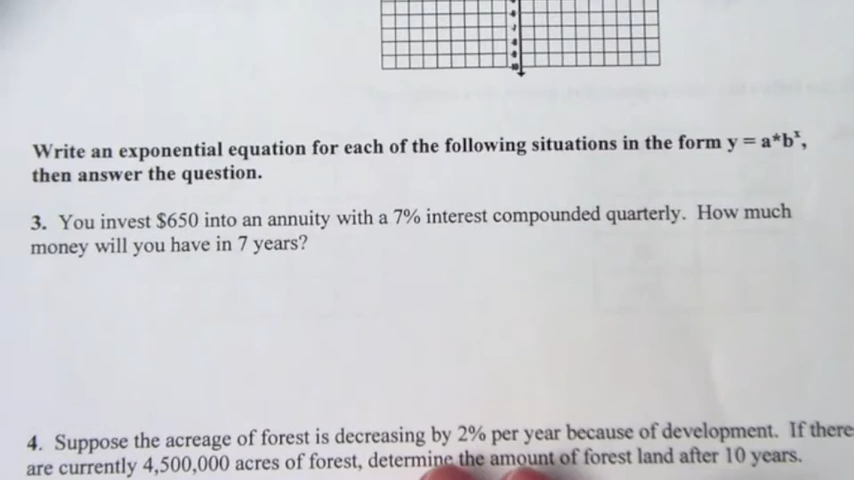 Write an exponential equation for each of the following situations in the form y = a*bˣ,
then answer the question.
3. You invest $650 into an annuity with a 7% interest compounded quarterly. How much
money will you have in 7 years?
4. Suppose the acreage of forest is decreasing by 2% per year because of development. If there
are currently 4,500,000 acres of forest, determine the amount of forest land after 10 years.